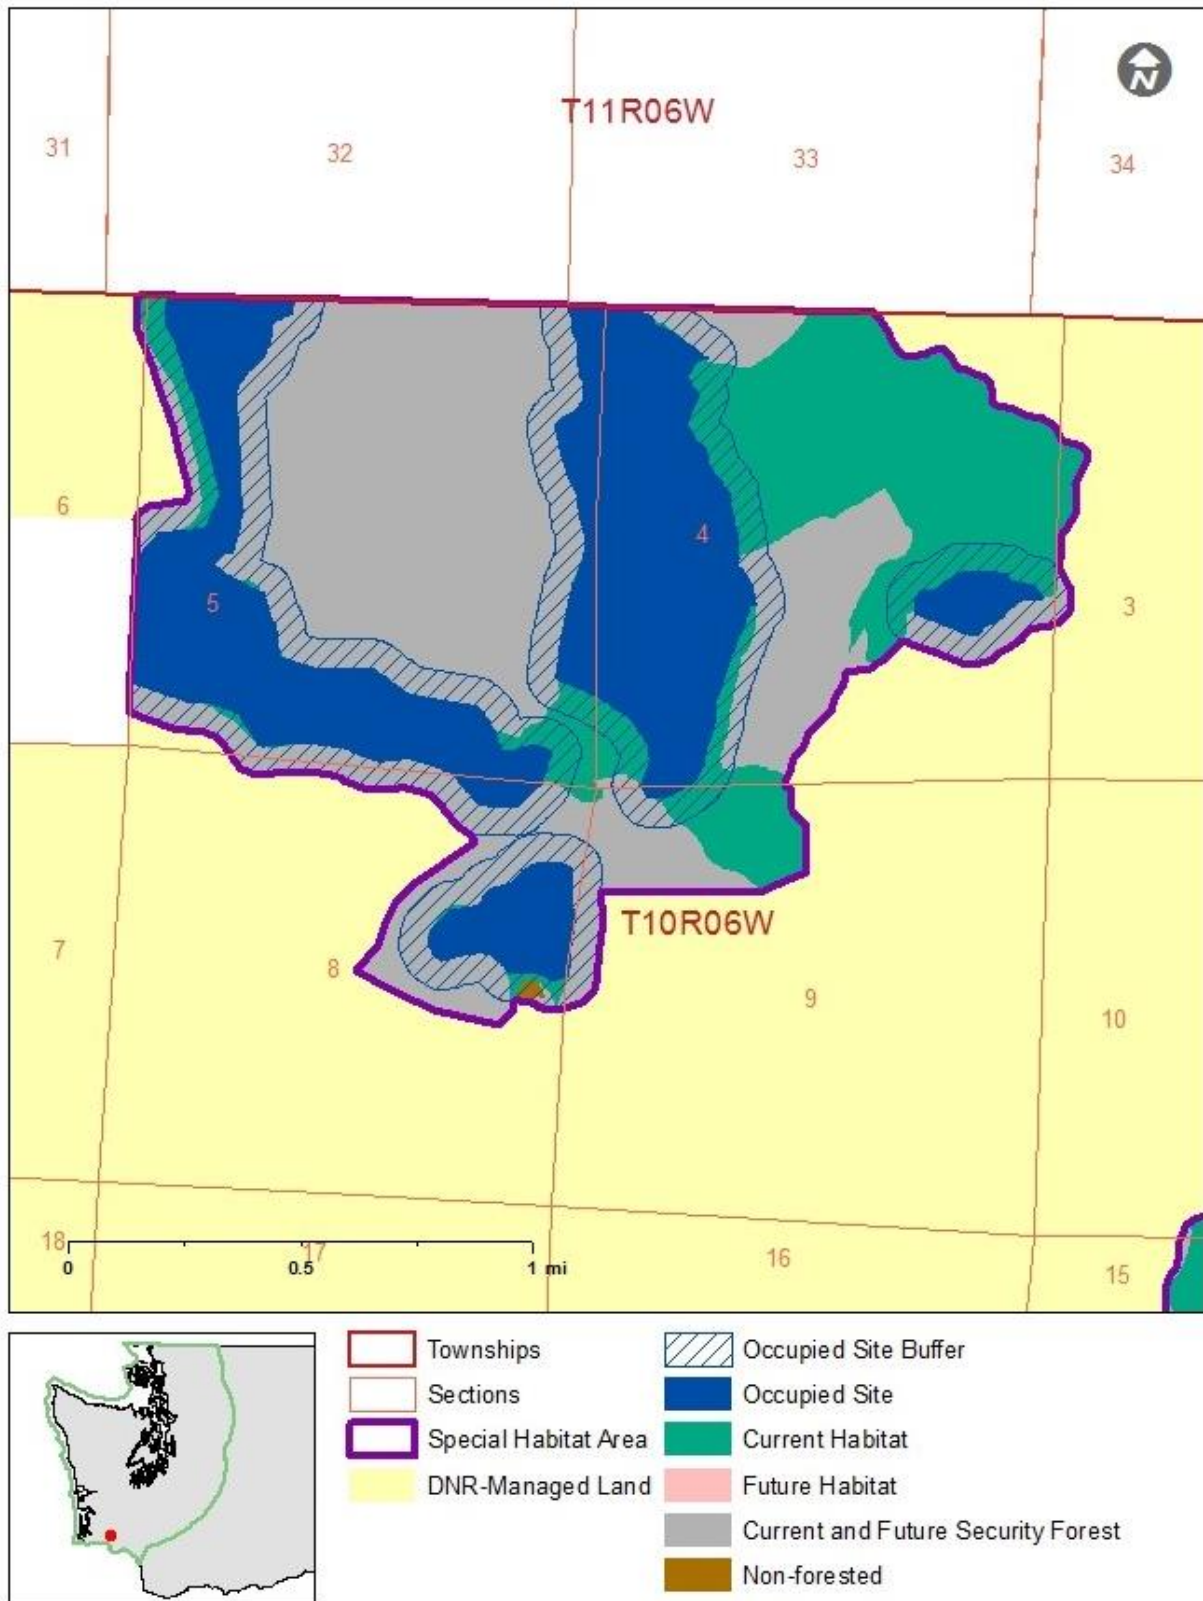 N
T11R06W
31
32
33
34
6
4
5
3
T10R06W
7
8
9
10
18
17
16
15
0
0.5
1 mi
Townships
Sections
Special Habitat Area
DNR-Managed Land
Occupied Site Buffer
Occupied Site
Current Habitat
Future Habitat
Current and Future Security Forest
Non-forested